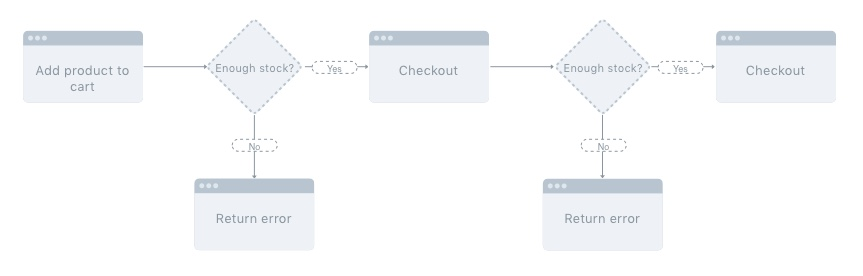 Add product to
cart
Enough stock?
Yes
Checkout
Enough stock?
Yes
Checkout
No
No
Return error
Return error